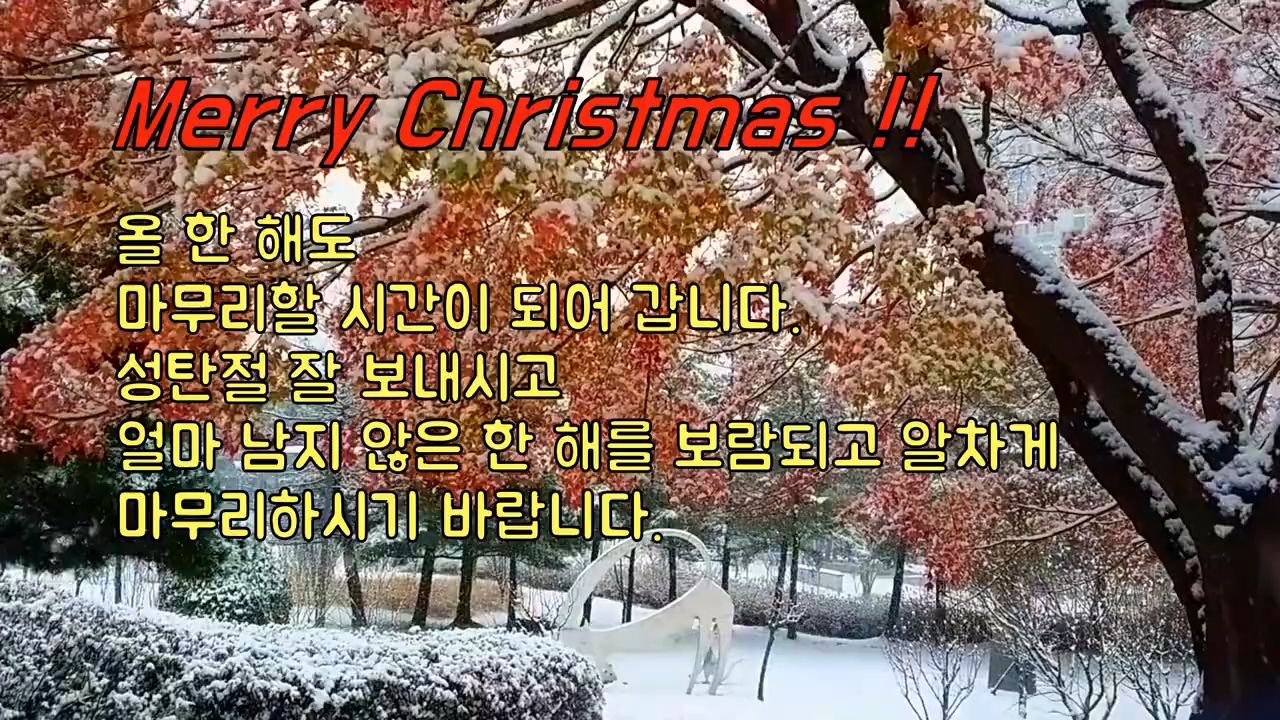 Merry Christmas !!
올 한 해도
마무리할 시간이 되어 갑니다.
성탄절 잘 보내시고
얼마 남지 않은 한 해를 보람되고 알차게
마무리하시기 바랍니다.